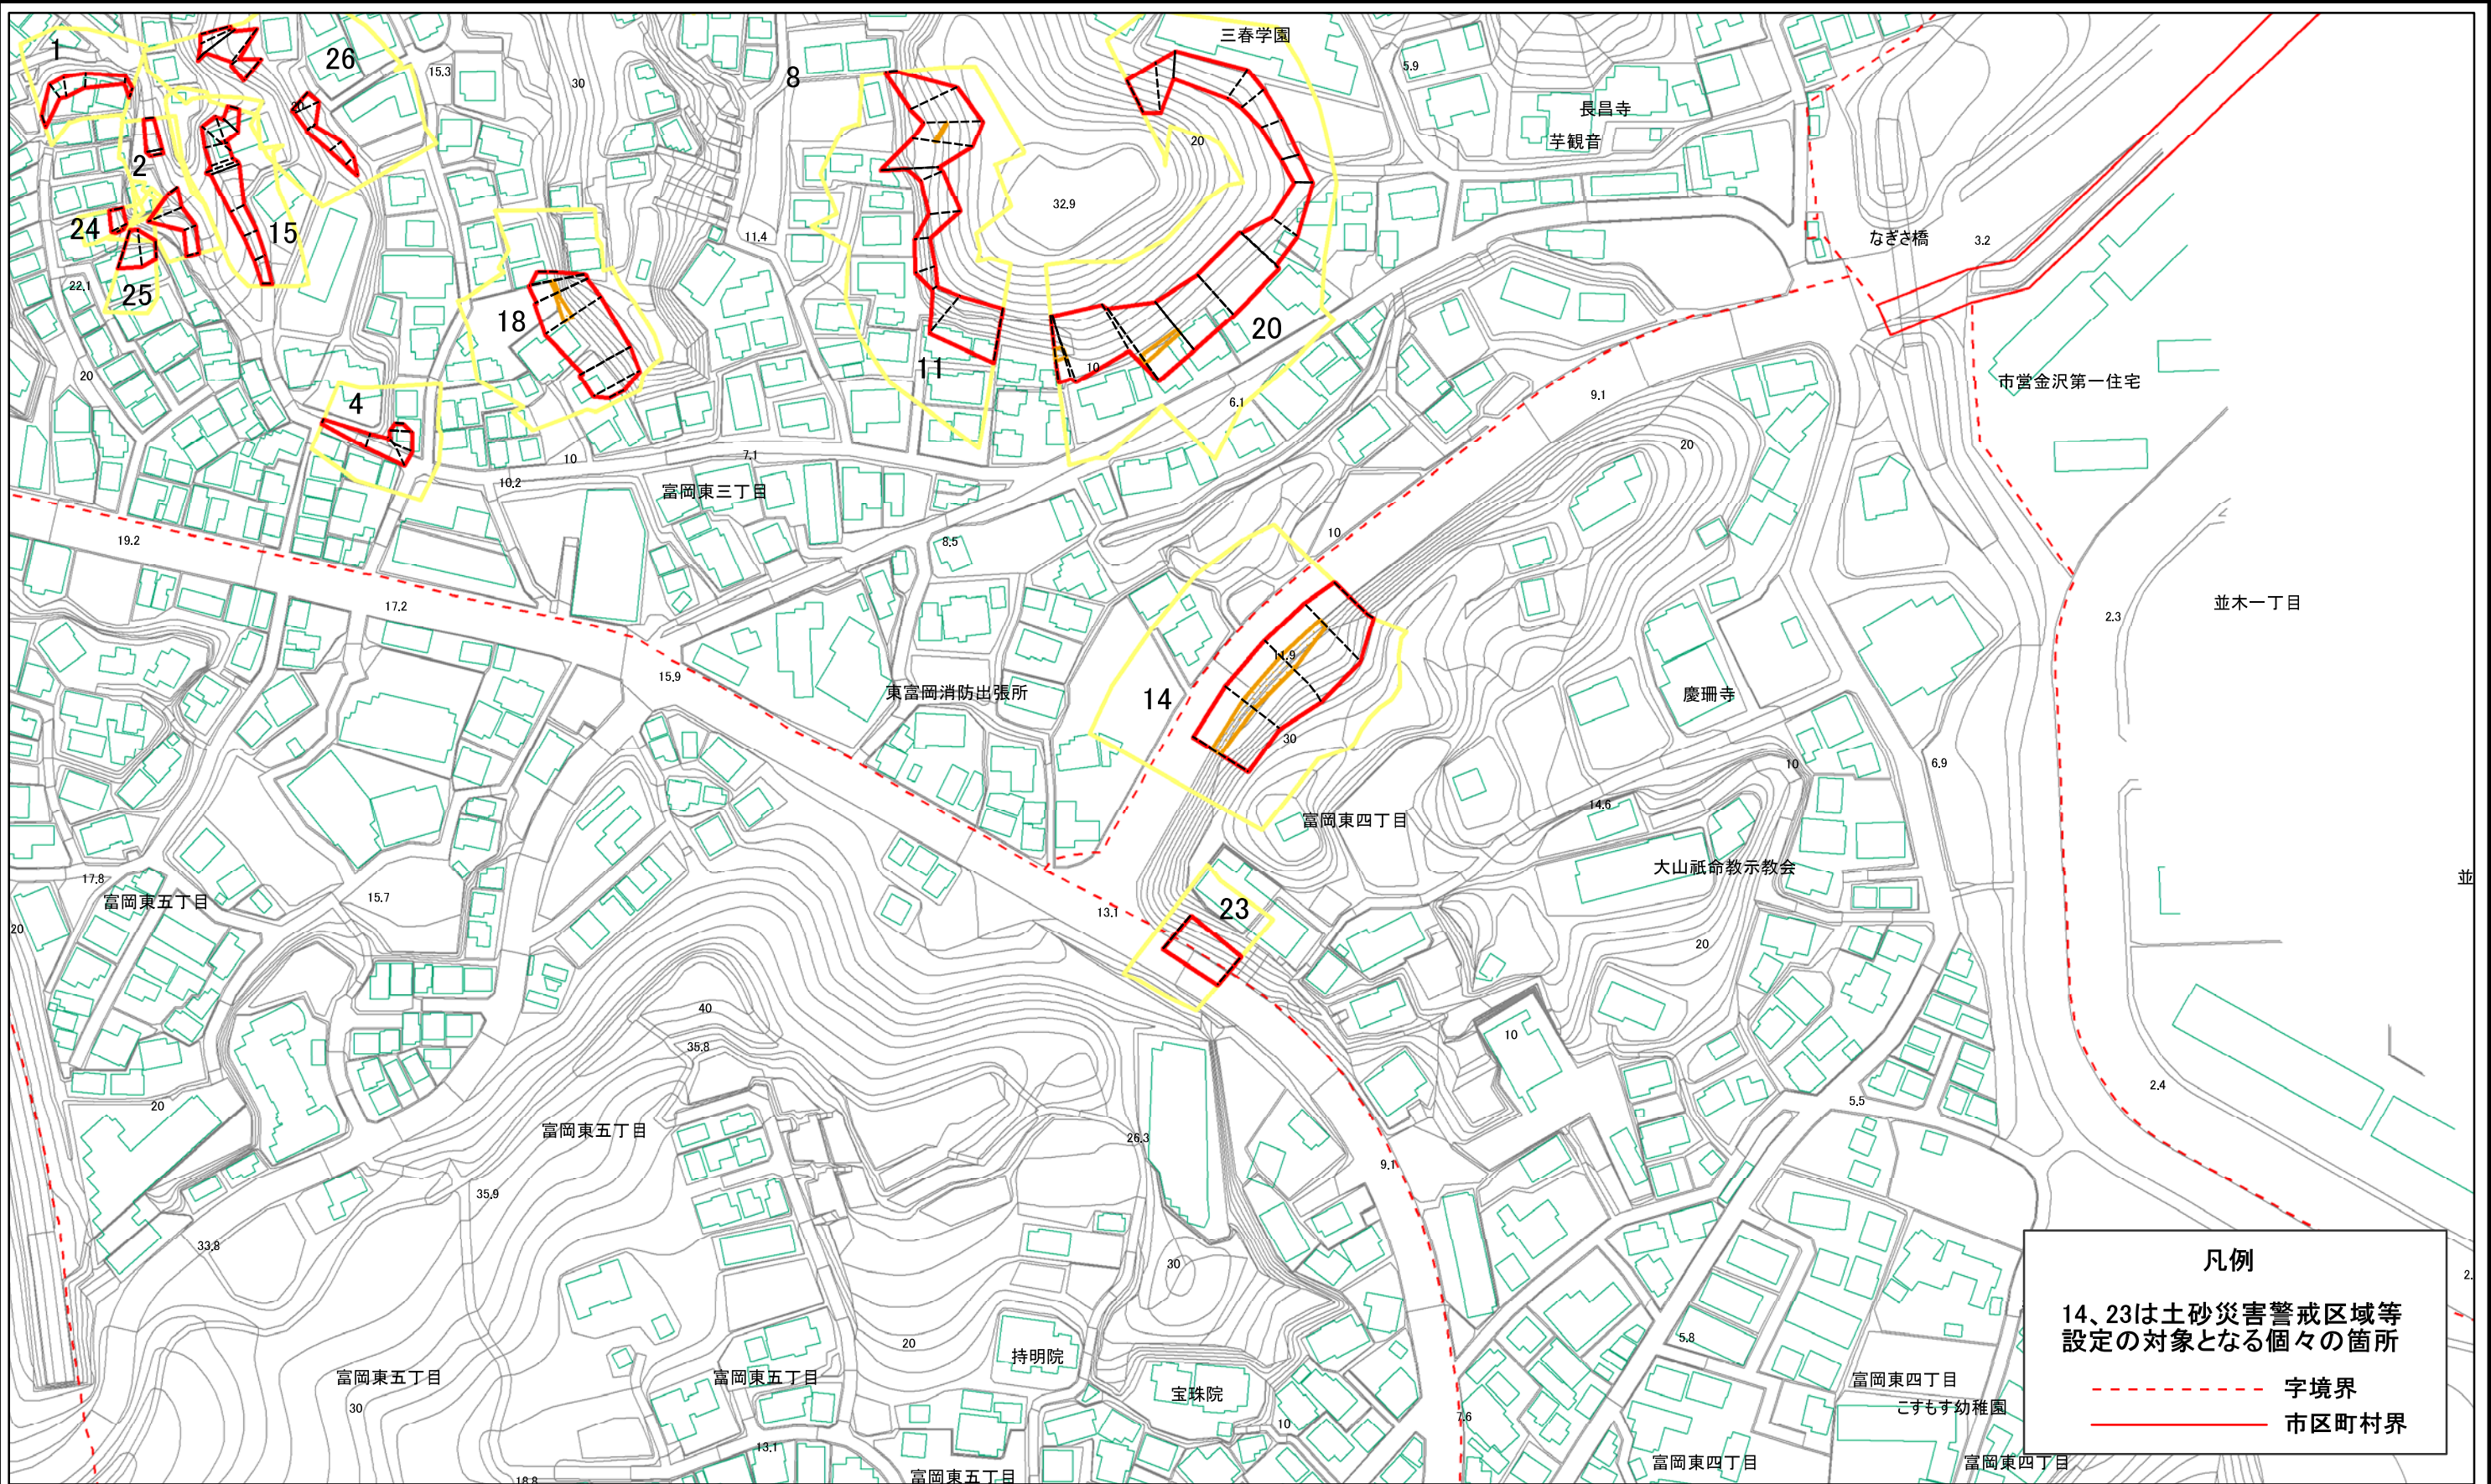 三春学園
1
26
15.3
30
8
5.9
長昌寺
芋観音
20
20
2
32.9
24
15
11.4
なぎさ橋
3.2
22.1
25
18
20
11
10
20
市営金沢第一住宅
9.1
4
6.1
20
10
7.1
10.2
富岡東三丁目
10
19.2
8.5
17.2
並木一丁目
2.3
11.9
15.9
東富岡消防出張所
14
慶珊寺
30
10
6.9
14.6
富岡東四丁目
大山祇命教示教会
17.8
並
富岡東五丁目
15.7
13.1
23
20
20
40
10
35.8
2.4
20
5.5
富岡東五丁目
26.3
9.1
35.9
33.8
30
2.
凡例
14、23は土砂災害警戒区域等
設定の対象となる個々の箇所
字境界
市区町村界
5.8
20
持明院
富岡東五丁目
富岡東五丁目
宝珠院
富岡東四丁目
30
こすもす幼稚園
7.6
10
13.1
富岡東四丁目
富岡東四丁目
富岡東五丁目
18.8